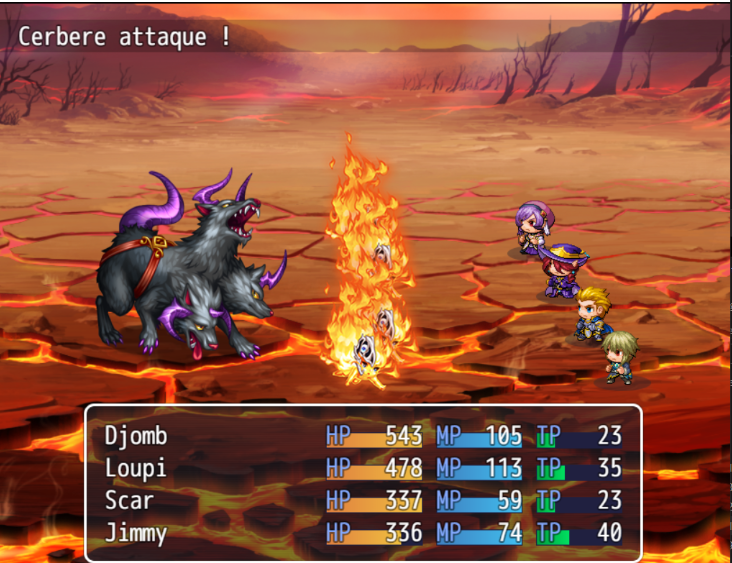 Cerbere attaque !
Djomb HP 543 MP 105 TP 23
Loupi HP 478 MP 113 TP 35
Scar HP 337 MP 59 TP 23
Jimmy HP 336 MP 74 TP 40